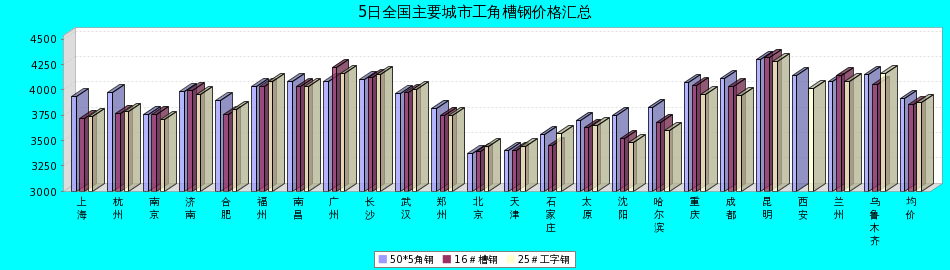 5日全国主要城市工角槽钢价格汇总
4500
4250
4000
3750
3500
3250
3000
上海 杭州 南京 济南 合肥 福州 南昌 广州 长沙 武汉 郑州 北京 天津 石家庄 太原 沈阳 哈尔滨 重庆 成都 昆明 西安 兰州 乌鲁木齐 均价
50*5角钢 16#槽钢 25#工字钢